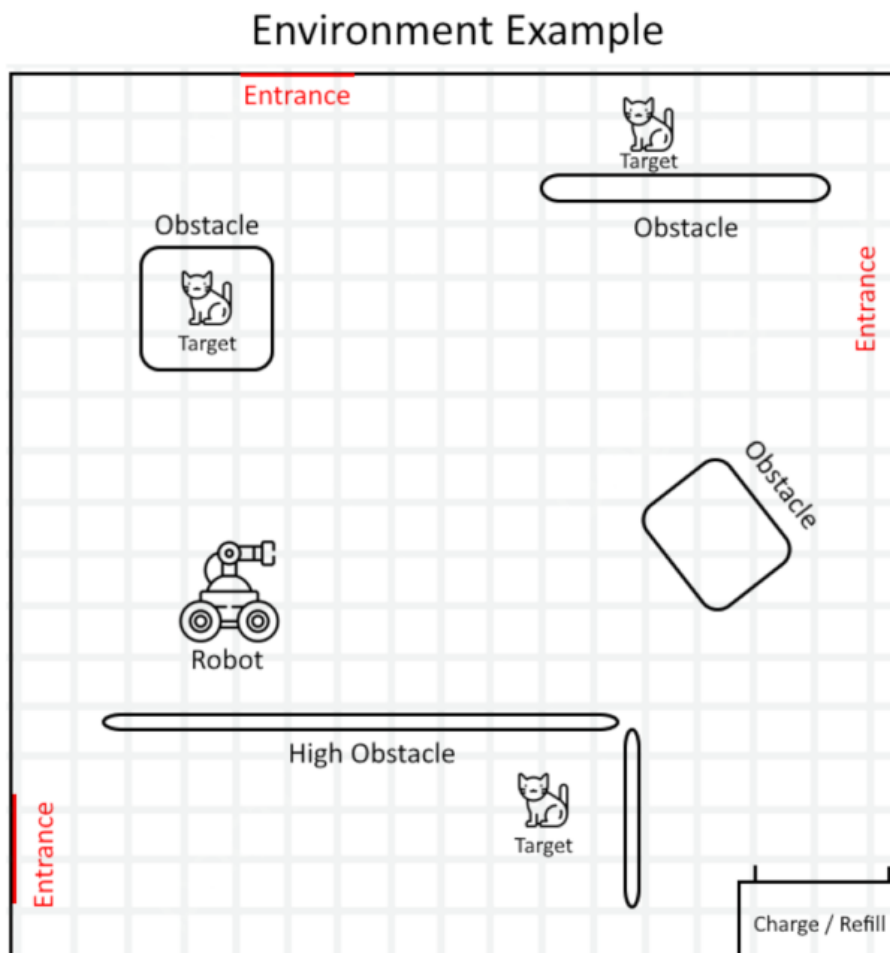 Environment Example
Entrance
Target
Obstacle
Obstacle
Entrance
Target
Obstacle
Robot
High Obstacle
Target
Entrance
Charge / Refill